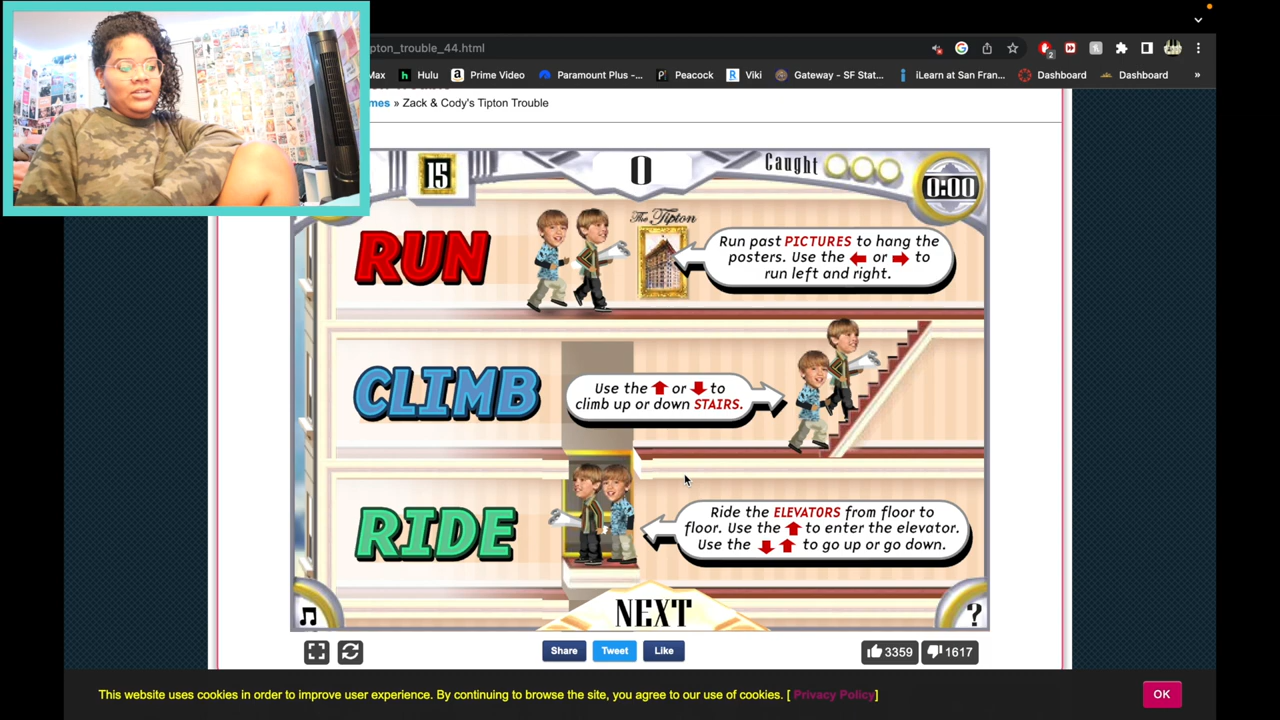 pton_trouble_44.html
Max Hulu Prime Video Paramount Plus -... Peacock Viki Gateway - SF Stat... iLearn at San Fran... Dashboard Dashboard »
mes » Zack & Cody's Tipton Trouble
15 0 Caught 0:00
RUN
The Tipton
Run past PICTURES to hang the
posters. Use the ← or → to
run left and right.
CLIMB
Use the ↑ or ↓ to
climb up or down STAIRS.
RIDE
Ride the ELEVATORS from floor to
floor. Use the ↑ to enter the elevator.
Use the ↓ ↑ to go up or go down.
NEXT
?
Share Tweet Like 3359 1617
This website uses cookies in order to improve user experience. By continuing to browse the site, you agree to our use of cookies. [ Privacy Policy]
OK